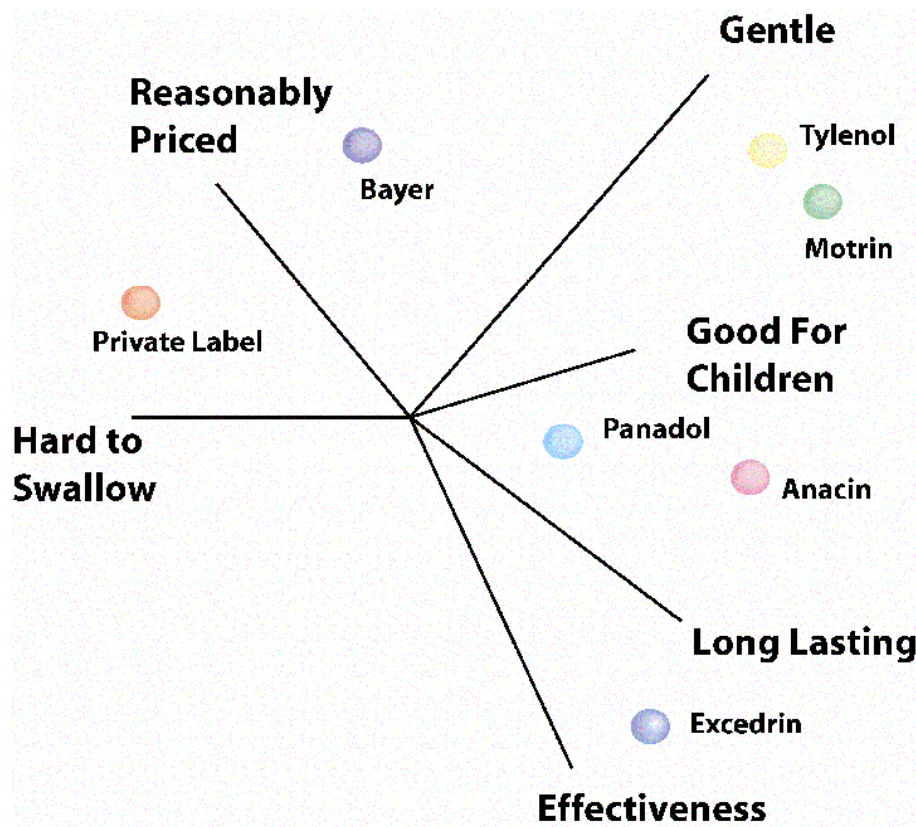 Gentle
Reasonably
Priced
Tylenol
Bayer
Motrin
Private Label
Good For
Children
Hard to
Swallow
Panadol
Anacin
Long Lasting
Excedrin
Effectiveness